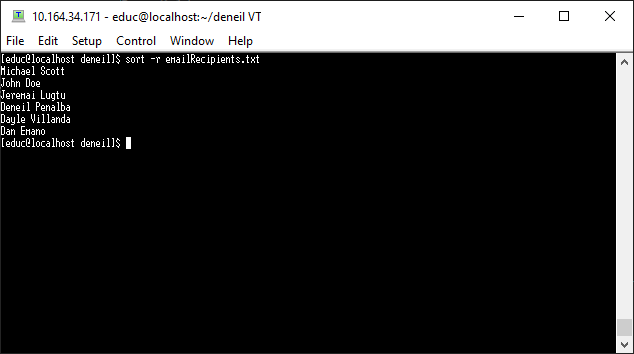 10.164.34.171 - educ@localhost:~/deneil VT
File Edit Setup Control Window Help
[educ@localhost deneil]$ sort -r emailRecipients.txt
Michael Scott
John Doe
Jeremai Lugtu
Deneil Penalba
Dayle Villanda
Dan Emano
[educ@localhost deneil]$